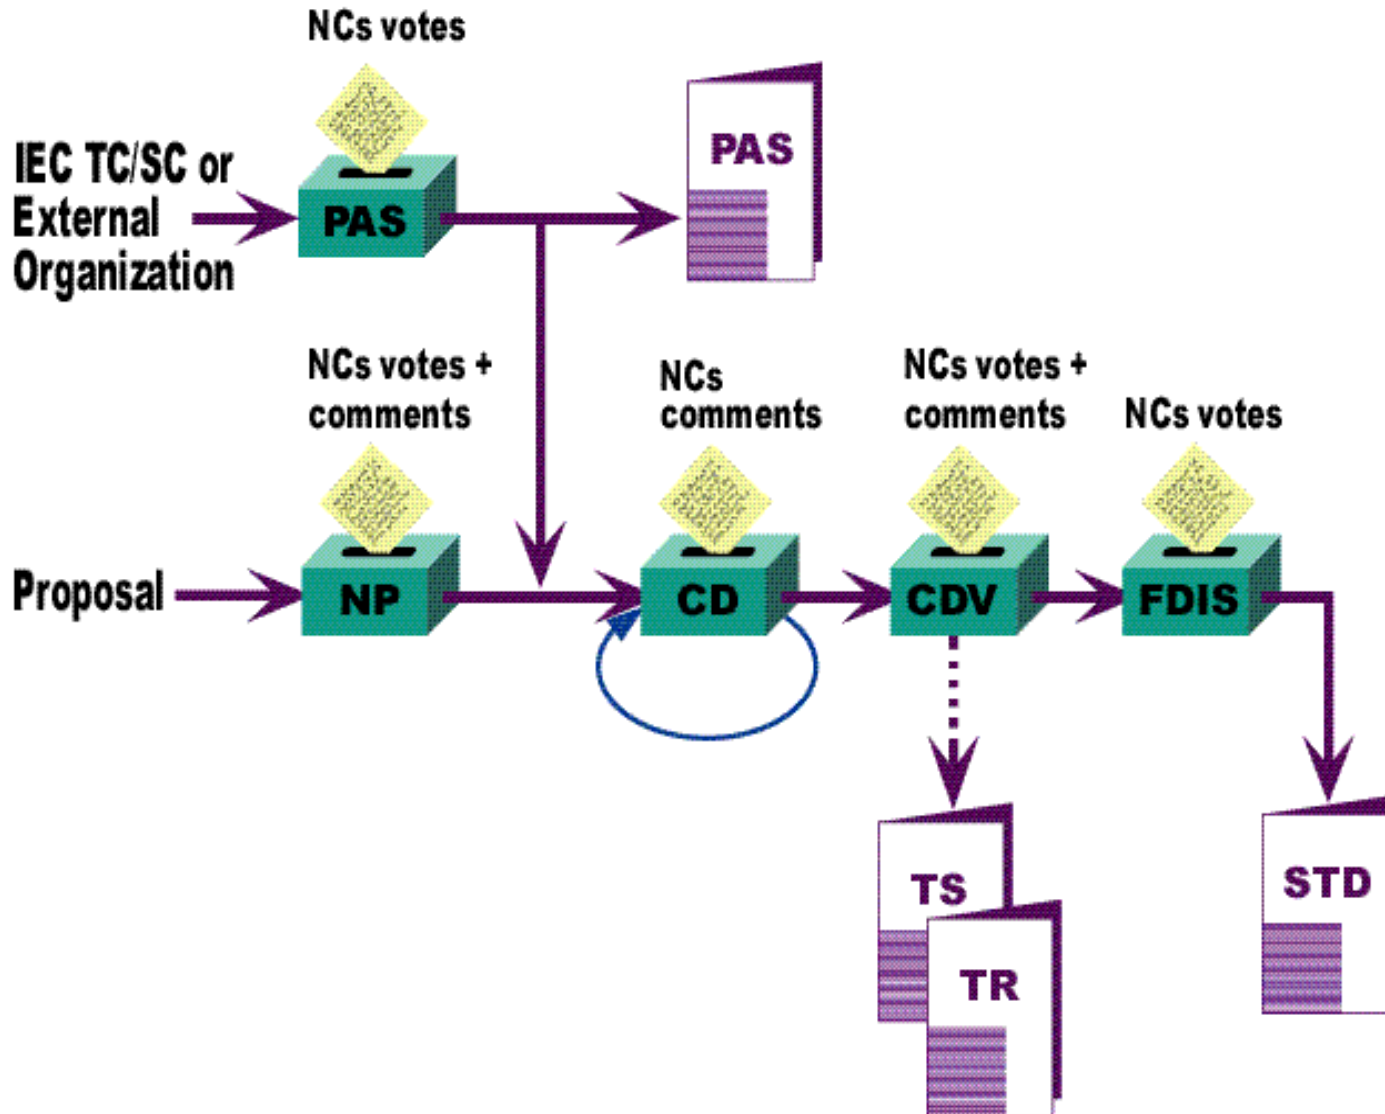 NCs votes
IEC TC/SC or
External
Organization
PAS
PAS
NCs votes +
comments
NCs
comments
NCs votes +
comments
NCs votes
Proposal
NP
CD
CDV
FDIS
TS
TR
STD